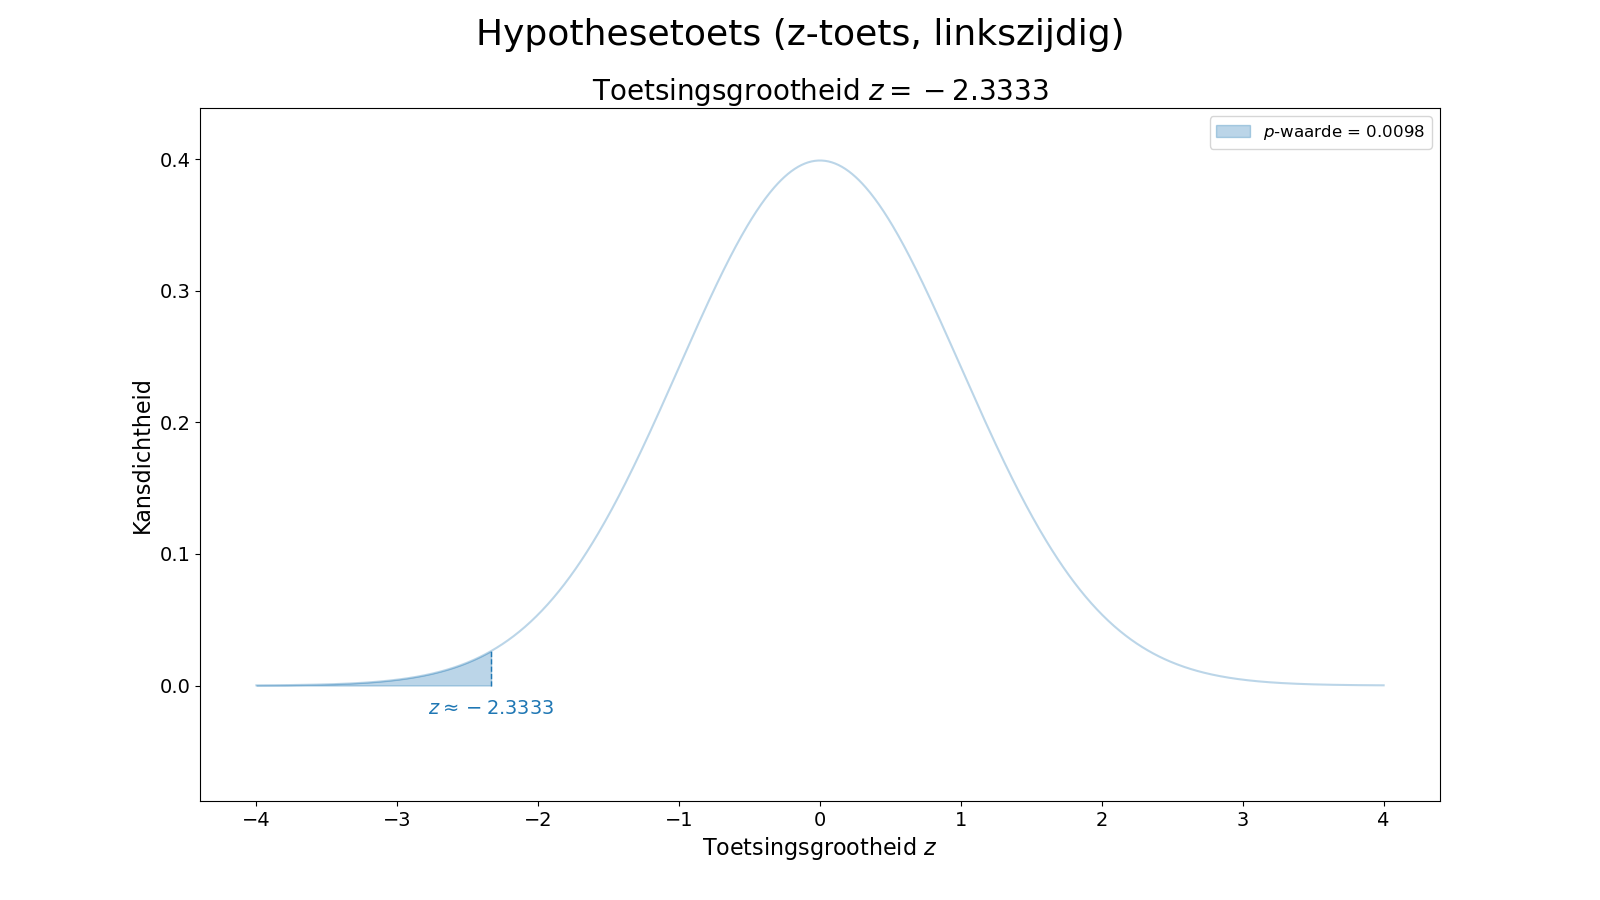 Hypothesetoets (z-toets, linkszijdig)
Toetsingsgrootheid z = −2.3333
p-waarde = 0.0098
Kansdichtheid
0.4
0.3
0.2
0.1
0.0
z ≈ −2.3333
−4 −3 −2 −1 0 1 2 3 4
Toetsingsgrootheid z